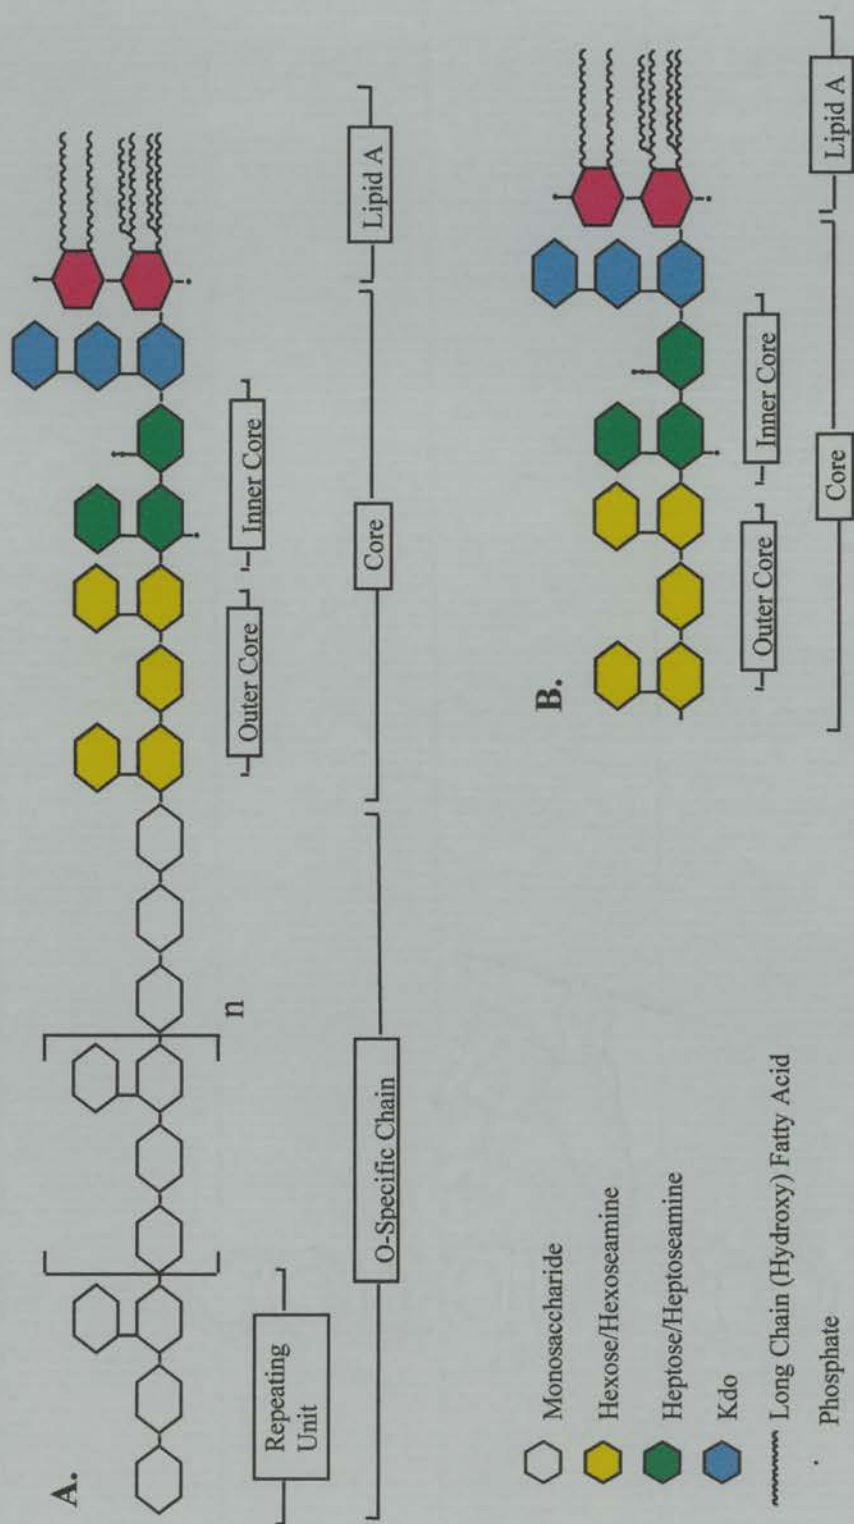 A.
Repeating
Unit
n
Outer Core
Inner Core
O-Specific Chain
Core
Lipid A
B.
Outer Core
Inner Core
Core
Lipid A
Monosaccharide
Hexose/Hexoseamine
Heptose/Heptoseamine
Kdo
Long Chain (Hydroxy) Fatty Acid
Phosphate